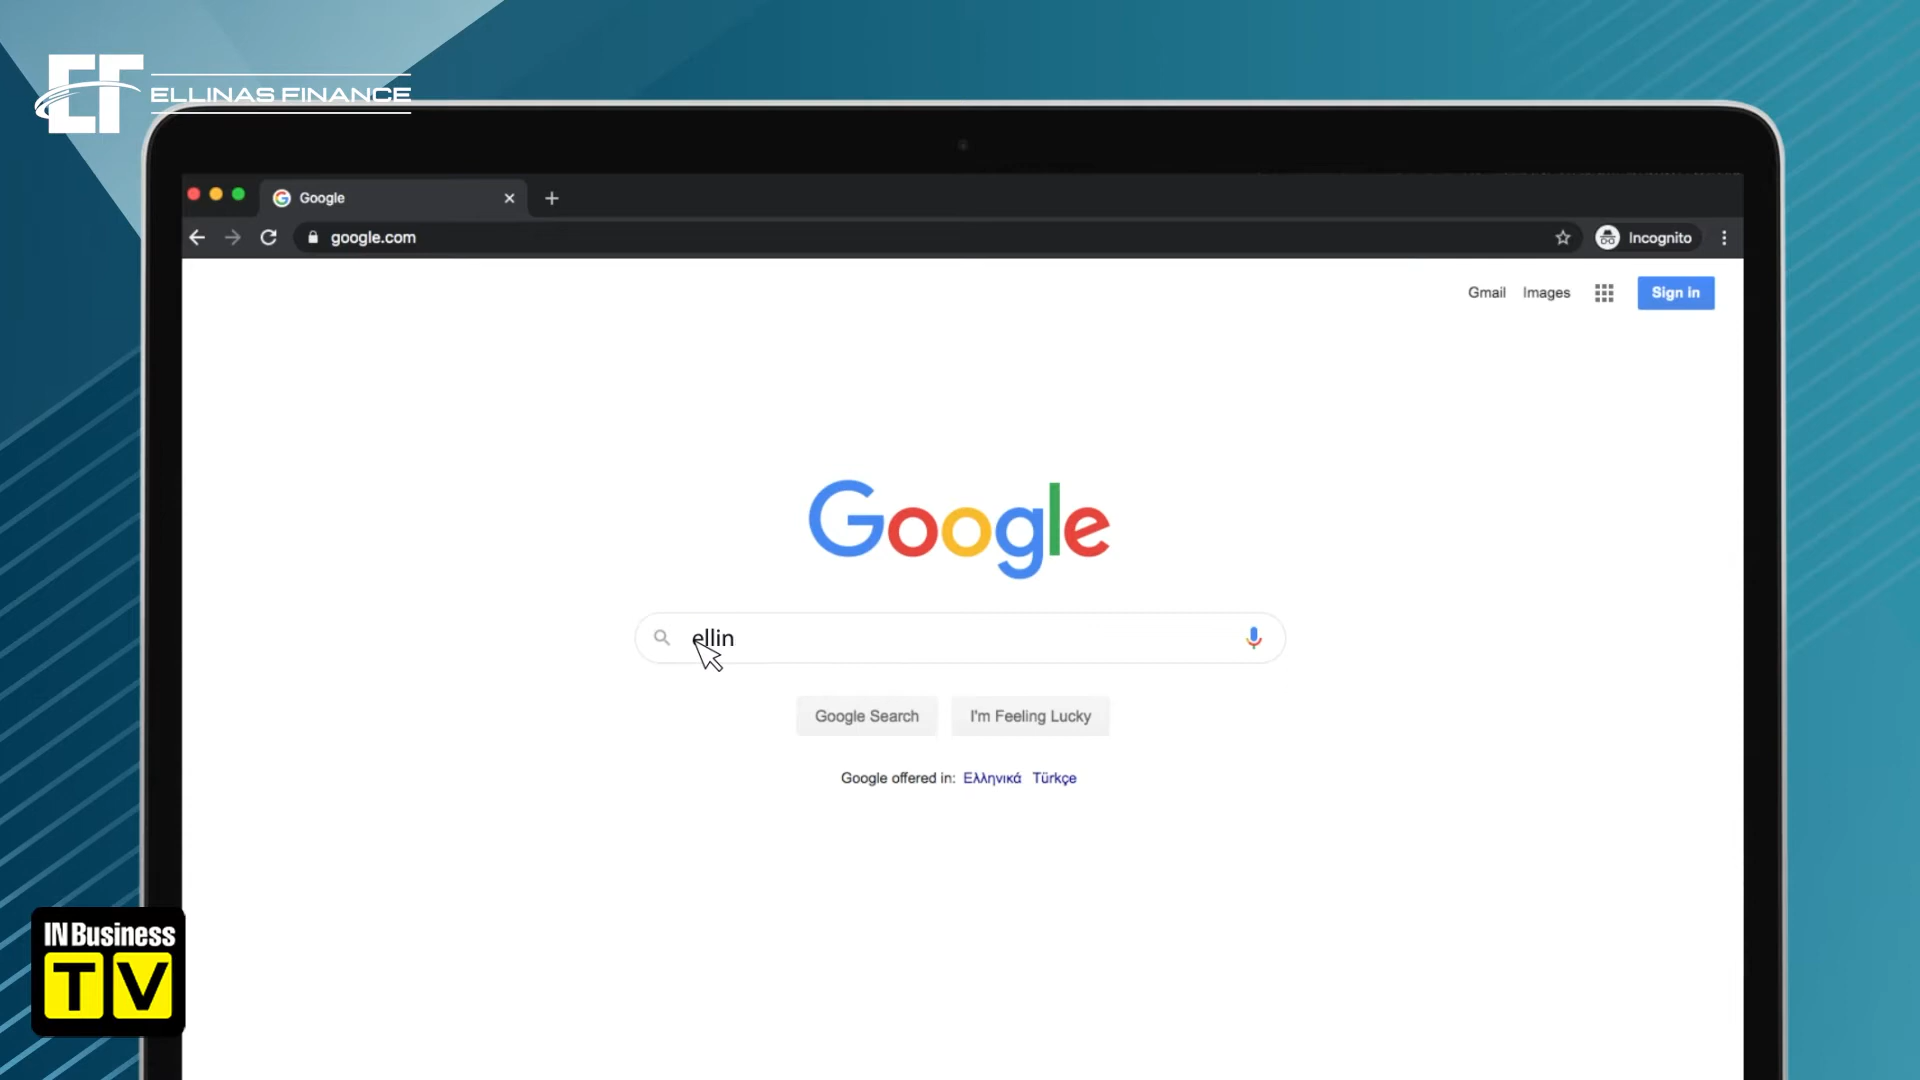 EF ELLINAS FINANCE
Google
google.com
Incognito
Gmail Images Sign in
Google
ellin
Google Search I'm Feeling Lucky
Google offered in: Ελληνικά Türkçe
IN Business
TV